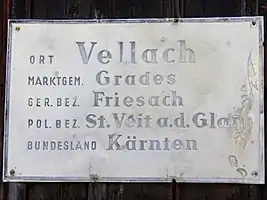 ORT Vellach
MARKTGEM. Grades
GER. BEZ. Friesach
POL. BEZ. St. Veit a.d. Glan
BUNDESLAND Kärnten